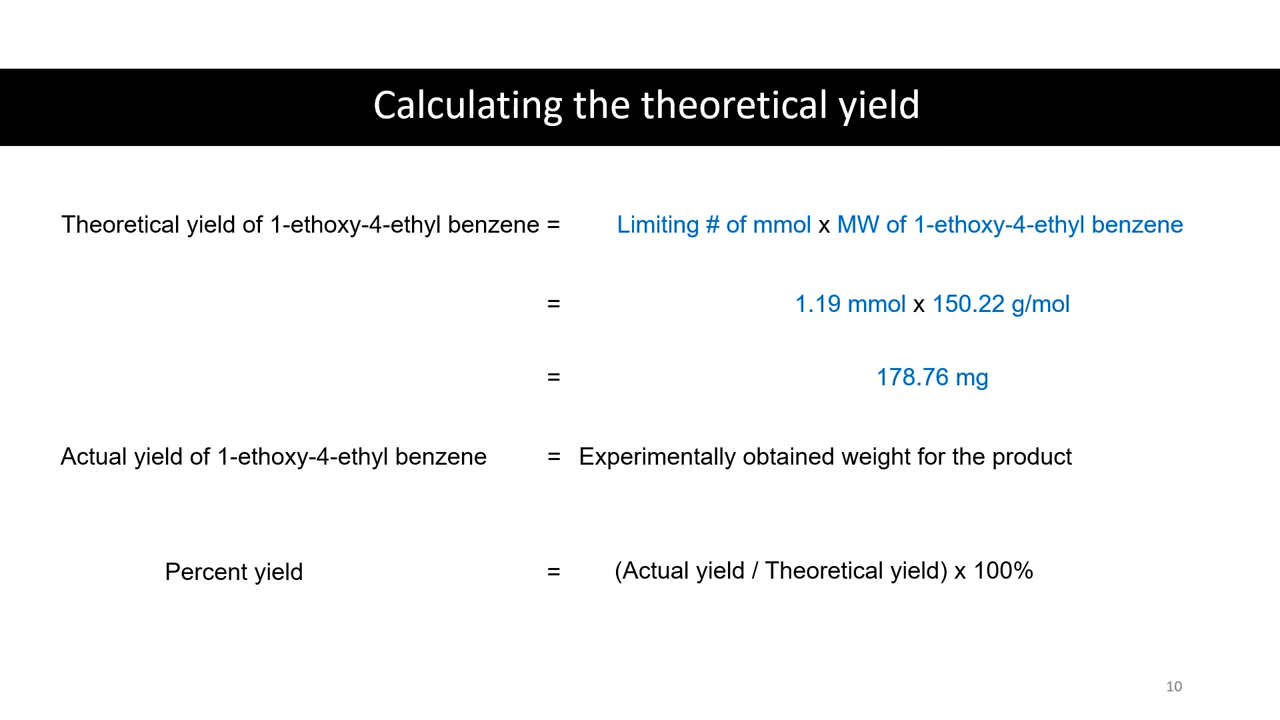 Calculating the theoretical yield
Theoretical yield of 1-ethoxy-4-ethyl benzene = Limiting # of mmol x MW of 1-ethoxy-4-ethyl benzene
= 1.19 mmol x 150.22 g/mol
= 178.76 mg
Actual yield of 1-ethoxy-4-ethyl benzene = Experimentally obtained weight for the product
Percent yield = (Actual yield / Theoretical yield) x 100%
10